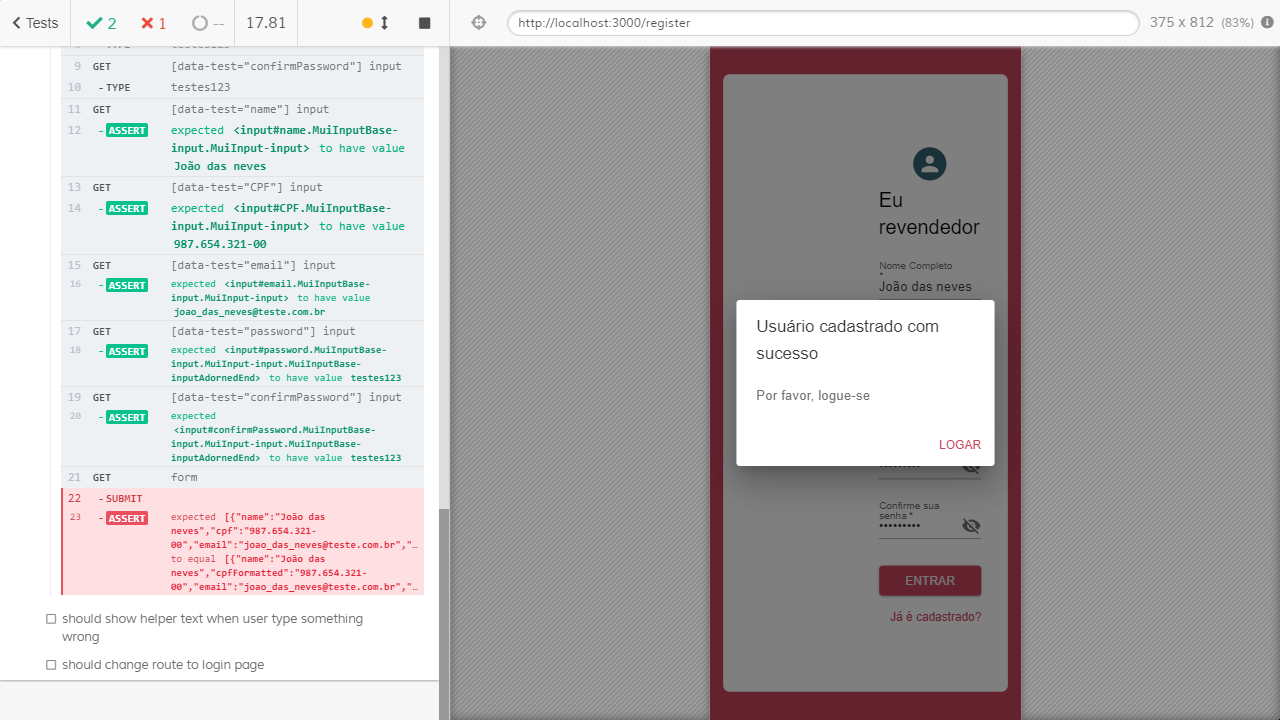 Tests
2
1
--
17.81
http://localhost:3000/register
375 x 812 (83%)
9 GET [data-test="confirmPassword"] input
10 - TYPE testes123
11 GET [data-test="name"] input
12 - ASSERT expected <input#name.MuiInputBase-
input.MuiInput-input> to have value
João das neves
13 GET [data-test="CPF"] input
14 - ASSERT expected <input#CPF.MuiInputBase-
input.MuiInput-input> to have value
987.654.321-00
15 GET [data-test="email"] input
16 - ASSERT expected <input#email.MuiInputBase-
input.MuiInput-input> to have value
joao_das_neves@teste.com.br
17 GET [data-test="password"] input
18 - ASSERT expected <input#password.MuiInputBase-
input.MuiInput-input.MuiInputBase-
inputAdornedEnd> to have value testes123
19 GET [data-test="confirmPassword"] input
20 - ASSERT expected
<input#confirmPassword.MuiInputBase-
input.MuiInput-input.MuiInputBase-
inputAdornedEnd> to have value testes123
21 GET form
22 - SUBMIT
23 - ASSERT expected [{"name":"João das
neves","cpf":"987.654.321-
00","email":"joao_das_neves@teste.com.br","…
to equal [{"name":"João das
neves","cpfFormatted":"987.654.321-
00","email":"joao_das_neves@teste.com.br","…
should show helper text when user type something
wrong
should change route to login page
Eu
revendedor
Nome Completo
*
João das neves
Usuário cadastrado com
sucesso
Por favor, logue-se
LOGAR
Confirme sua
senha *
•••••••••
ENTRAR
Já é cadastrado?